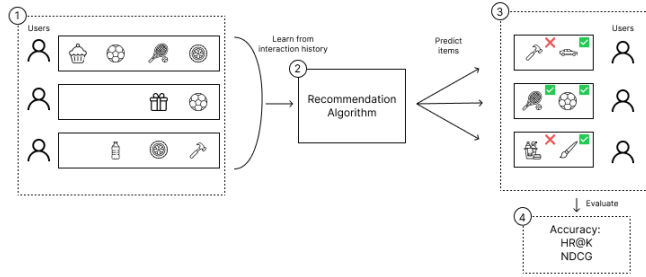 1
Users
Learn from
interaction history
2
Recommendation
Algorithm
Predict
items
3
Users
Evaluate
4
Accuracy:
HR@K
NDCG